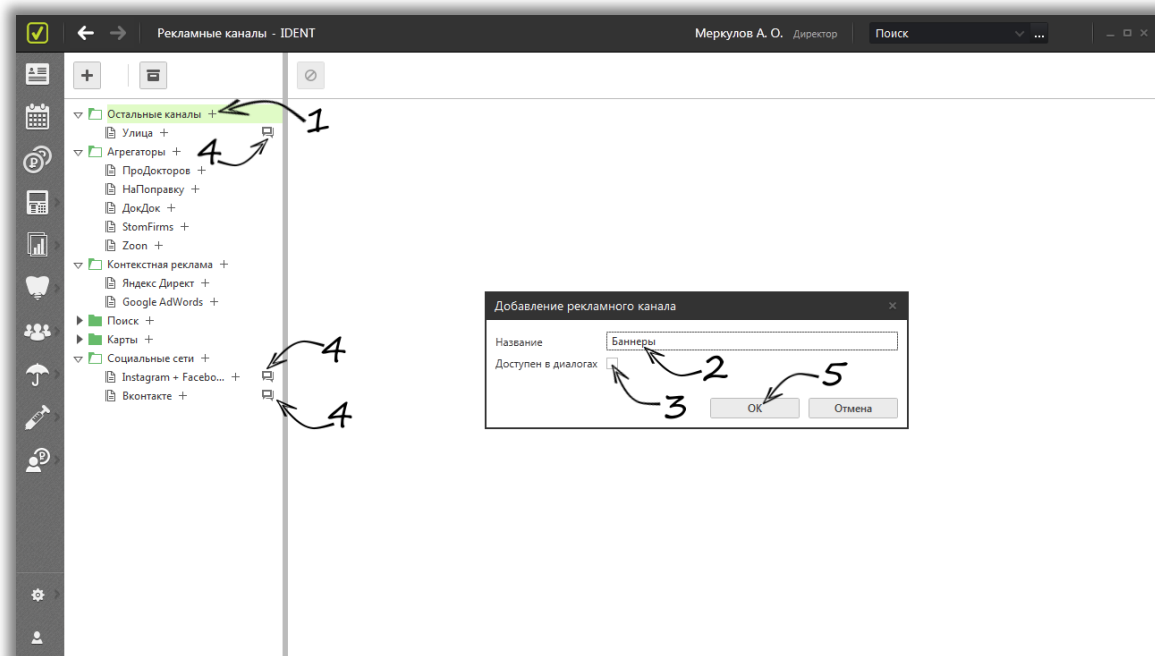 Рекламные каналы - IDENT
Меркулов А. О. Директор
Поиск ...
Остальные каналы +
Улица +
Агрегаторы +
ПроДокторов +
НаПоправку +
ДокДок +
StomFirms +
Zoon +
Контекстная реклама +
Яндекс Директ +
Google AdWords +
Поиск +
Карты +
Социальные сети +
Instagram + Facebo... +
Вконтакте +
1
4
4
4
Добавление рекламного канала
Название Баннеры
Доступен в диалогах
2
3
5
ОК Отмена